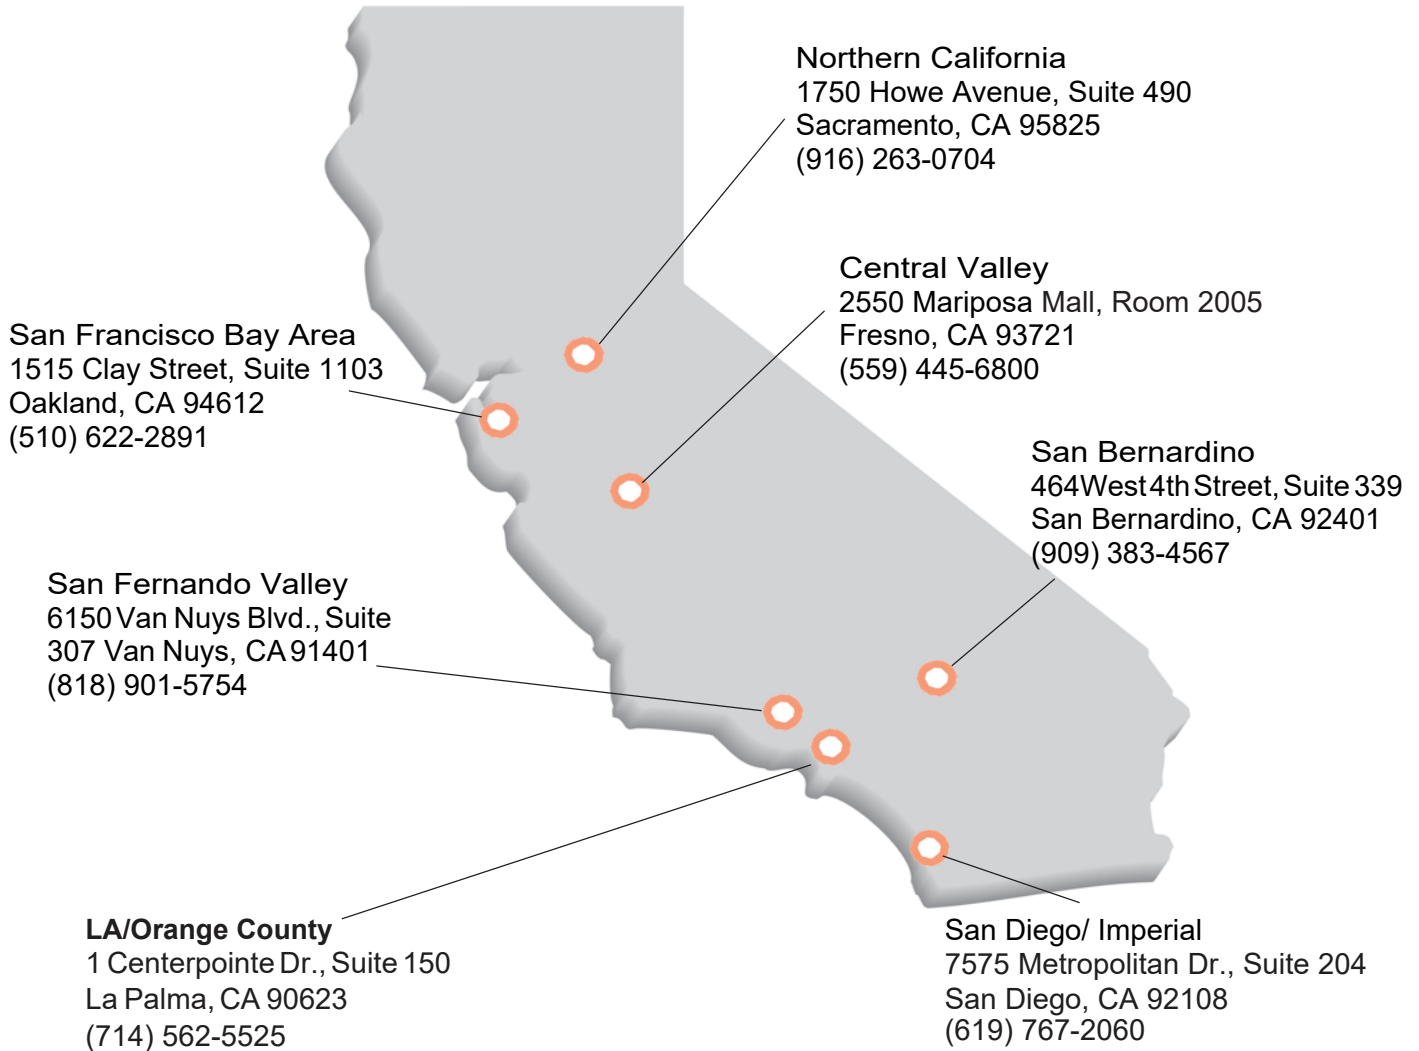 Northern California
1750 Howe Avenue, Suite 490
Sacramento, CA 95825
(916) 263-0704
Central Valley
2550 Mariposa Mall, Room 2005
Fresno, CA 93721
(559) 445-6800
San Francisco Bay Area
1515 Clay Street, Suite 1103
Oakland, CA 94612
(510) 622-2891
San Bernardino
464 West 4th Street, Suite 339
San Bernardino, CA 92401
(909) 383-4567
San Fernando Valley
6150 Van Nuys Blvd., Suite
307 Van Nuys, CA 91401
(818) 901-5754
LA/Orange County
1 Centerpointe Dr., Suite 150
La Palma, CA 90623
(714) 562-5525
San Diego/ Imperial
7575 Metropolitan Dr., Suite 204
San Diego, CA 92108
(619) 767-2060